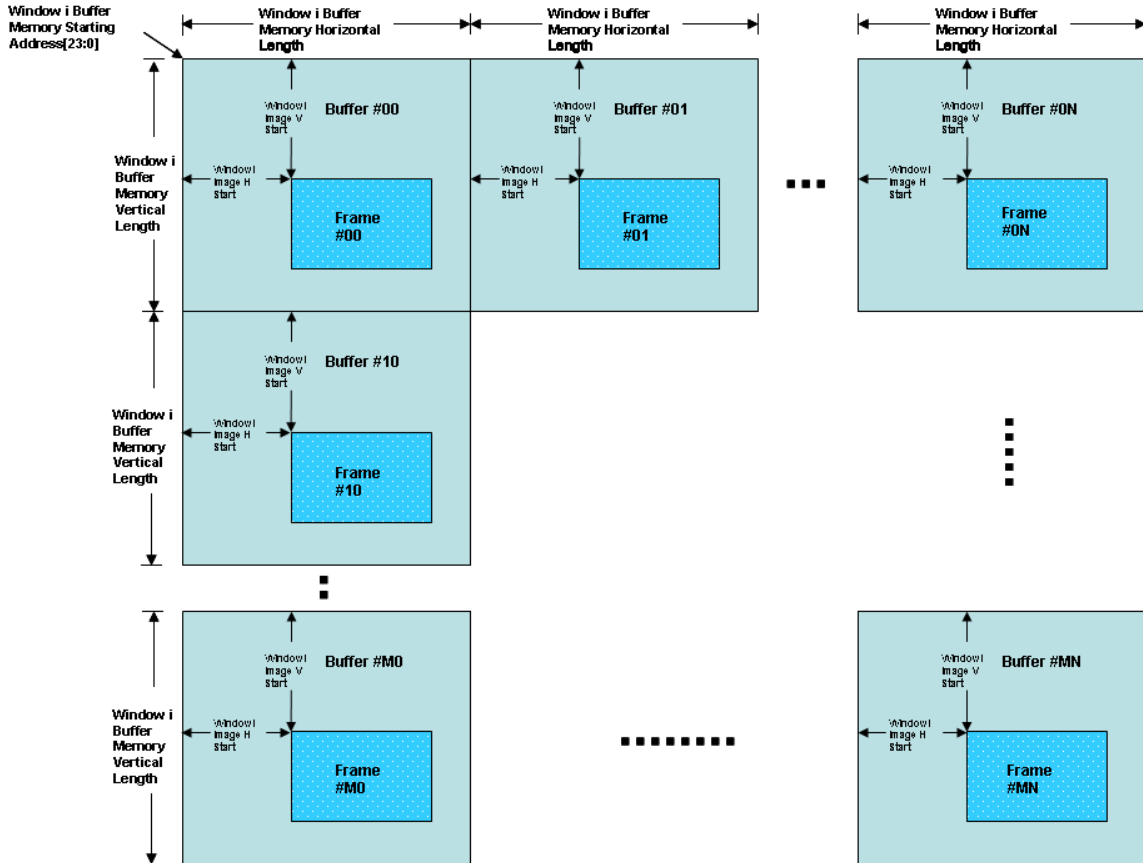 Window i Buffer
Memory Starting
Address[23:0]
Window i Buffer
Memory Horizontal
Length
Window i Buffer
Memory Horizontal
Length
Window i Buffer
Memory Horizontal
Length
Window i
Buffer
Memory
Vertical
Length
Window i
Image V
Start
Buffer #00
Window i
Image H
Start
Frame
#00
Window i
Image V
Start
Buffer #01
Window i
Image H
Start
Frame
#01
Window i
Image V
Start
Buffer #0N
Window i
Image H
Start
Frame
#0N
Window i
Buffer
Memory
Vertical
Length
Window i
Image V
Start
Buffer #10
Window i
Image H
Start
Frame
#10
Window i
Buffer
Memory
Vertical
Length
Window i
Image V
Start
Buffer #M0
Window i
Image H
Start
Frame
#M0
Window i
Image V
Start
Buffer #MN
Window i
Image H
Start
Frame
#MN